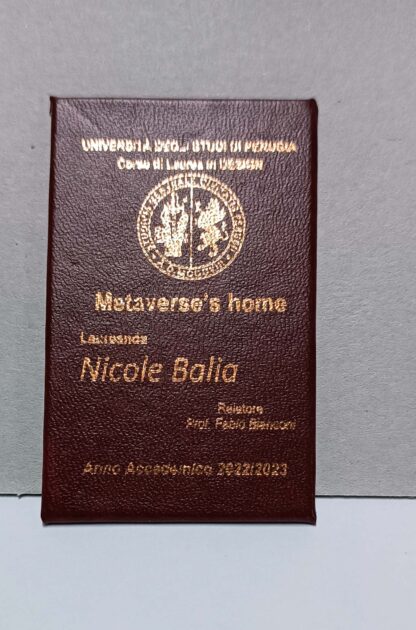 UNIVERSITÀ DEGLI STUDI DI PERUGIA
Corso di Laurea in DESIGN
Metaverse's home
Laureanda
Nicole Balia
Relatore
Prof. Fabio Bianconi
Anno Accademico 2022/2023